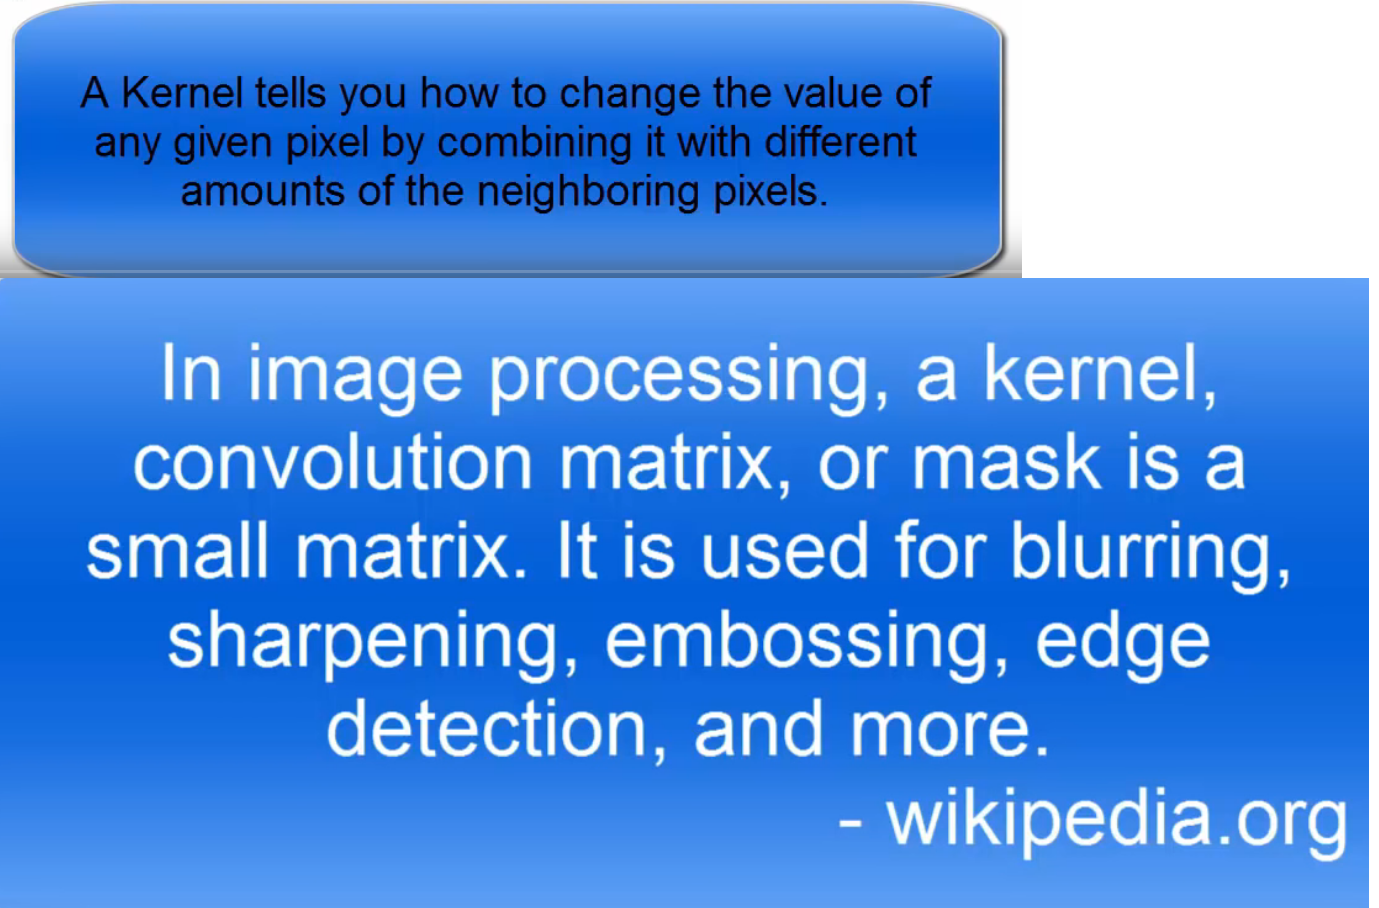 A Kernel tells you how to change the value of
any given pixel by combining it with different
amounts of the neighboring pixels.
In image processing, a kernel,
convolution matrix, or mask is a
small matrix. It is used for blurring,
sharpening, embossing, edge
detection, and more.
- wikipedia.org